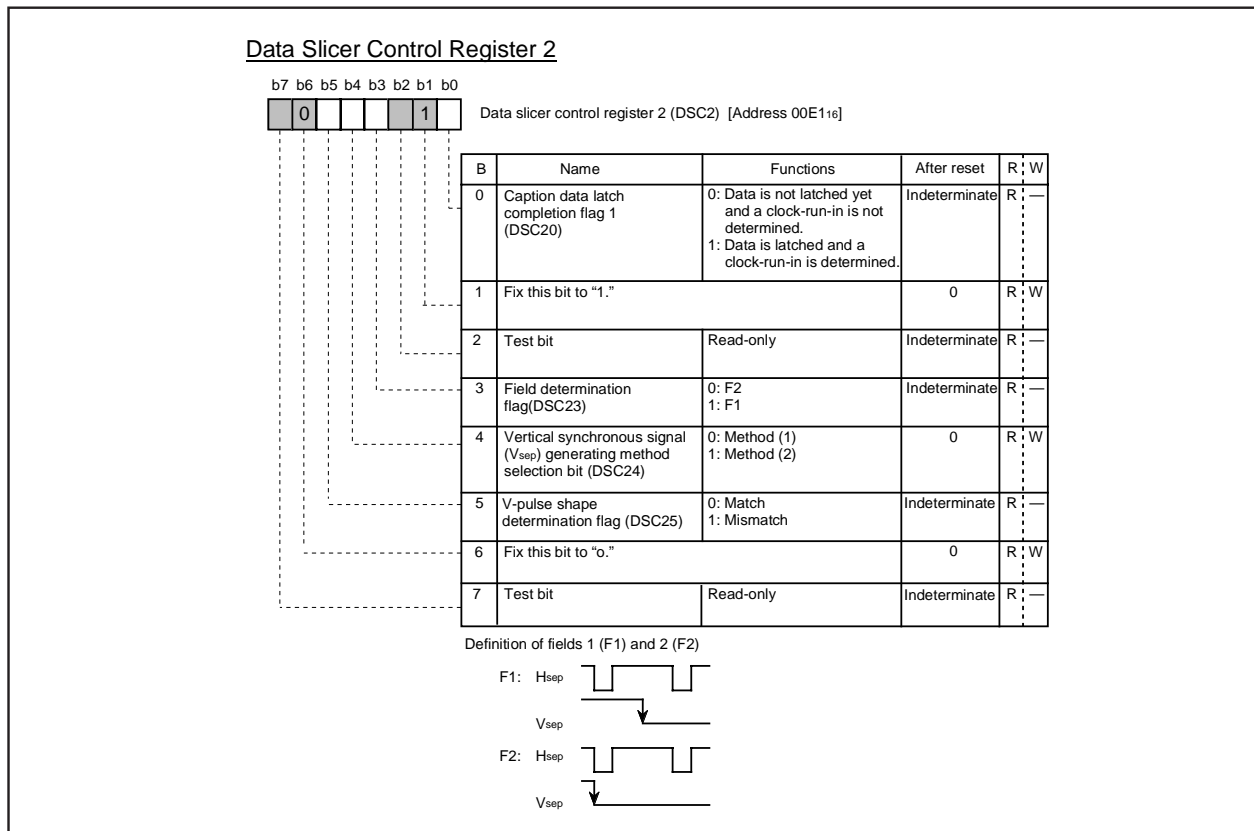 Data Slicer Control Register 2
b7 b6 b5 b4 b3 b2 b1 b0
0 1
Data slicer control register 2 (DSC2) [Address 00E116]
B Name Functions After reset R W
0 Caption data latch completion flag 1 (DSC20) 0: Data is not latched yet and a clock-run-in is not determined. 1: Data is latched and a clock-run-in is determined. Indeterminate R —
1 Fix this bit to “1.” 0 R W
2 Test bit Read-only Indeterminate R —
3 Field determination flag(DSC23) 0: F2 1: F1 Indeterminate R —
4 Vertical synchronous signal (Vsep) generating method selection bit (DSC24) 0: Method (1) 1: Method (2) 0 R W
5 V-pulse shape determination flag (DSC25) 0: Match 1: Mismatch Indeterminate R —
6 Fix this bit to “o.” 0 R W
7 Test bit Read-only Indeterminate R —
Definition of fields 1 (F1) and 2 (F2)
F1: Hsep
Vsep
F2: Hsep
Vsep